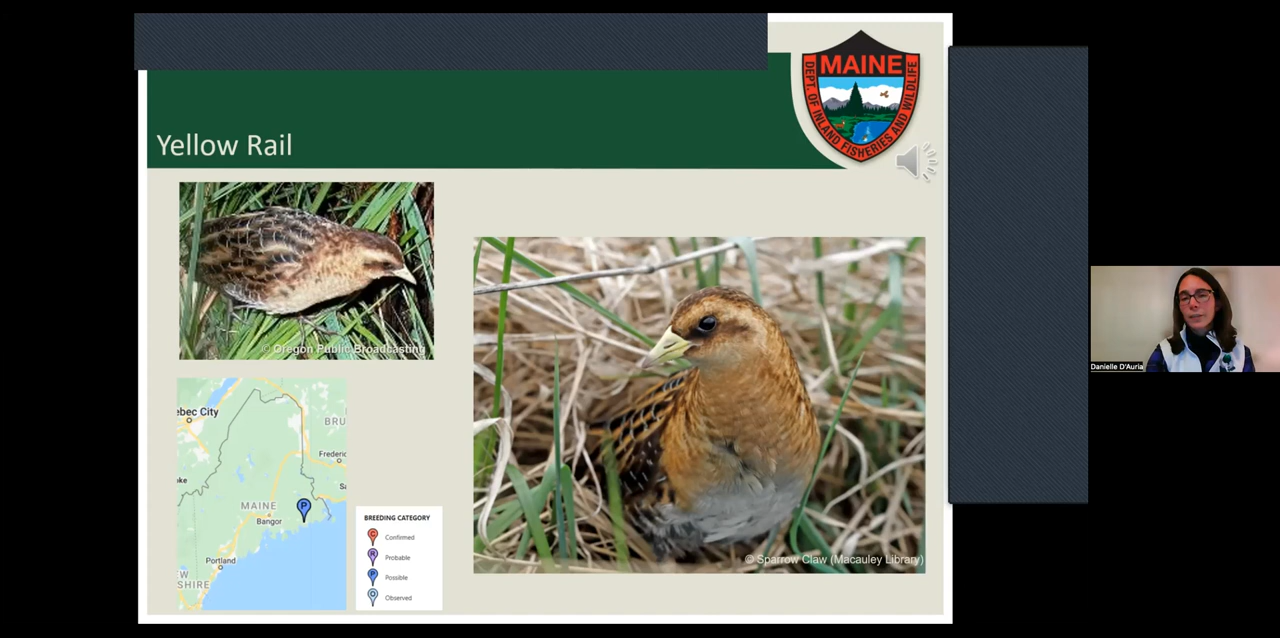 MAINE
DEPT. OF INLAND FISHERIES AND WILDLIFE
Yellow Rail
© Oregon Public Broadcasting
ebec City
BRU
Frederic
ke
Sa
MAINE
P
Bangor
Portland
EW
SHIRE
BREEDING CATEGORY
C Confirmed
R Probable
P Possible
O Observed
© Sparrow Claw (Macauley Library)
Danielle D'Auria